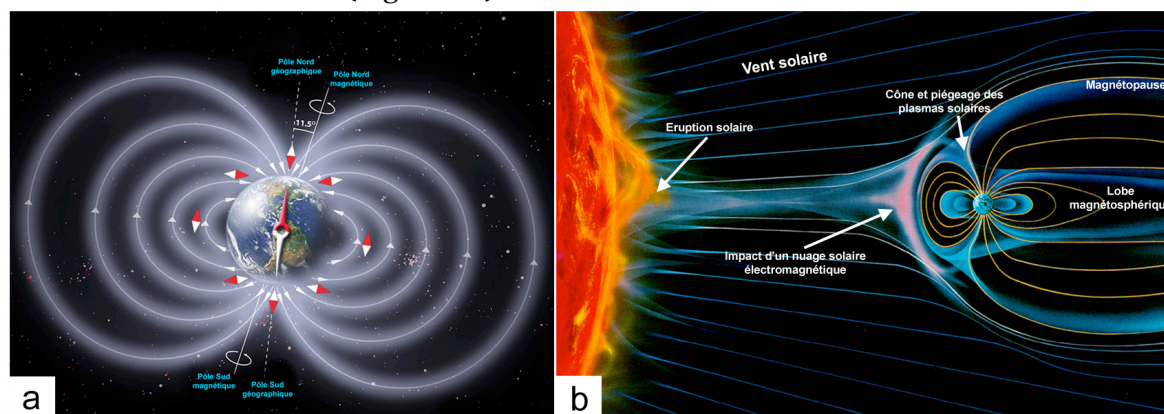 Pôle Nord
géographique
Pôle Nord
magnétique
11.5°
Pôle Sud
magnétique
Pôle Sud
géographique
a
Vent solaire
Cône et piégeage des
plasmas solaires
Magnétopause
Eruption solaire
Lobe
magnétosphérique
Impact d'un nuage solaire
électromagnétique
b